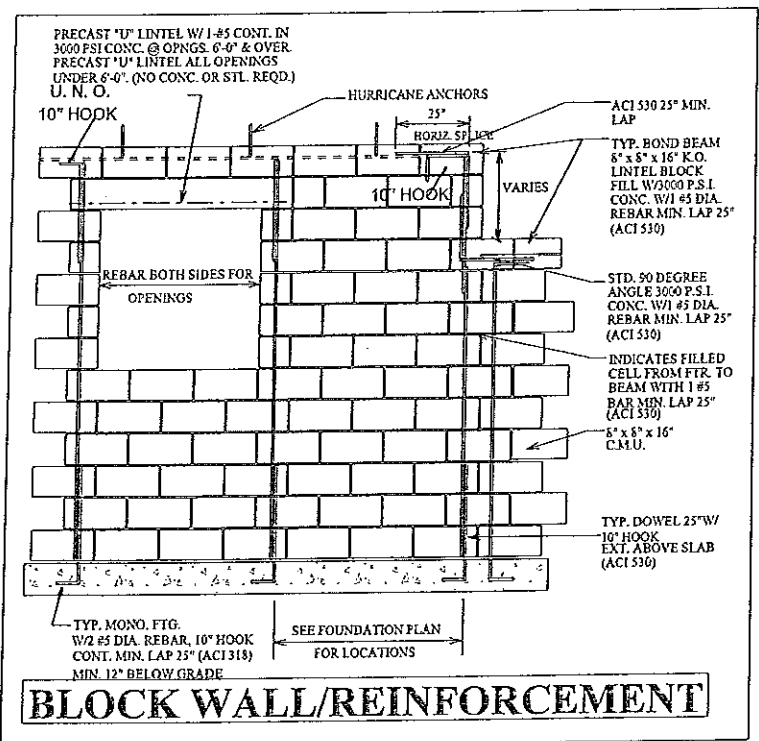 PRECAST "U" LINTEL W/ 1-#5 CONT. IN
3000 PSI CONC. @ OPNGS. 6'-0" & OVER.
PRECAST "U" LINTEL ALL OPENINGS
UNDER 6'-0". (NO CONC. OR STL. REQD.)
U. N. O.
10" HOOK
HURRICANE ANCHORS
25"
HORIZ. SPLICE
10" HOOK
VARIES
ACI 530 25" MIN.
LAP
TYP. BOND BEAM
8" x 8" x 16" K.O.
LINTEL BLOCK
FILL W/3000 P.S.I.
CONC. W/1 #5 DIA.
REBAR MIN. LAP 25"
(ACI 530)
REBAR BOTH SIDES FOR
OPENINGS
STD. 90 DEGREE
ANGLE 3000 P.S.I.
CONC. W/1 #5 DIA.
REBAR MIN. LAP 25"
(ACI 530)
INDICATES FILLED
CELL FROM FTR. TO
BEAM WITH 1 #5
BAR MIN. LAP 25"
(ACI 530)
8" x 8" x 16"
C.M.U.
TYP. DOWEL 25"W/
10" HOOK
EXT. ABOVE SLAB
(ACI 530)
TYP. MONO. FTG.
W/2 #5 DIA. REBAR, 10" HOOK
CONT. MIN. LAP 25" (ACI 318)
MIN. 12" BELOW GRADE
SEE FOUNDATION PLAN
FOR LOCATIONS
BLOCK WALL/REINFORCEMENT